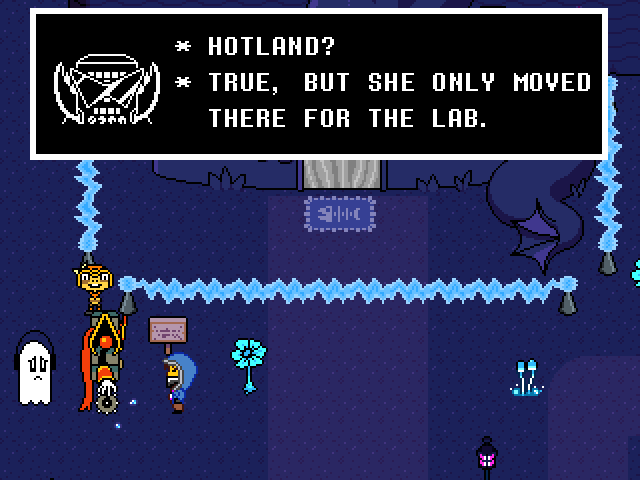 * HOTLAND?
* TRUE, BUT SHE ONLY MOVED
THERE FOR THE LAB.